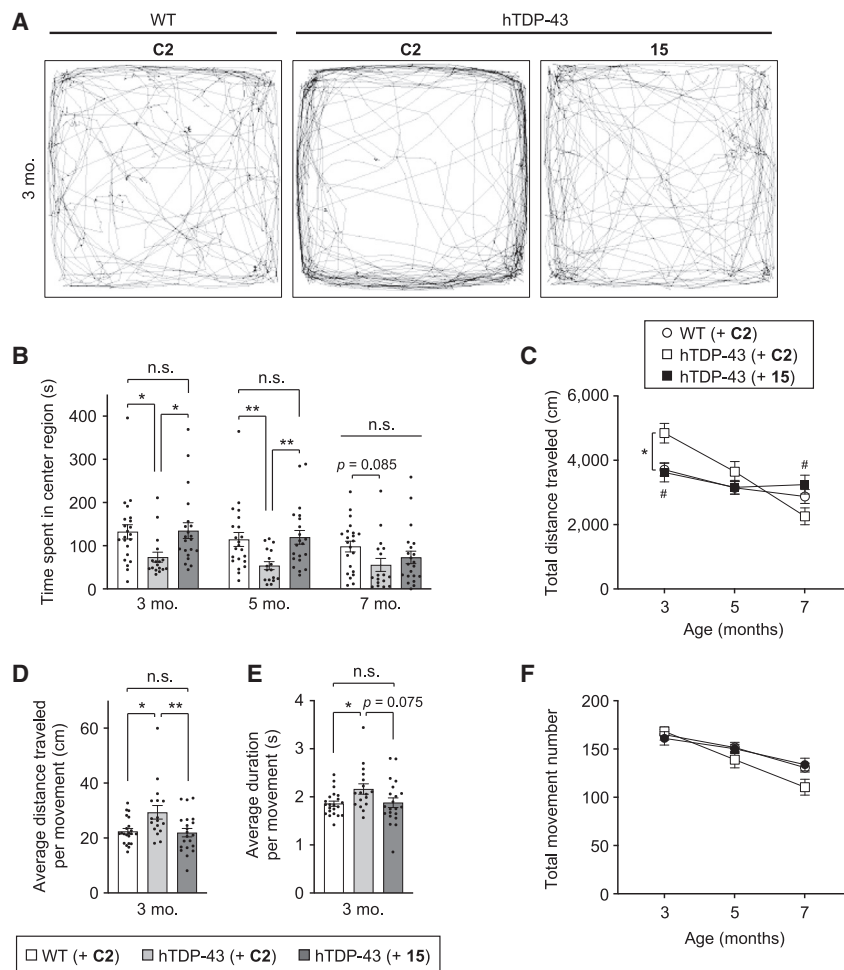 A
WT
hTDP-43
C2
C2
15
3 mo.
B
Time spent in center region (s)
400
300
200
100
0
n.s.
*
*
n.s.
**
**
n.s.
p = 0.085
3 mo.
5 mo.
7 mo.
C
WT (+ C2)
hTDP-43 (+ C2)
hTDP-43 (+ 15)
Total distance traveled (cm)
6,000
4,000
2,000
0
*
#
#
3
5
7
Age (months)
D
Average distance traveled
per movement (cm)
60
40
20
0
n.s.
*
**
3 mo.
E
Average duration
per movement (s)
4
3
2
1
0
n.s.
*
p = 0.075
3 mo.
F
Total movement number
200
150
100
50
0
3
5
7
Age (months)
WT (+ C2)
hTDP-43 (+ C2)
hTDP-43 (+ 15)